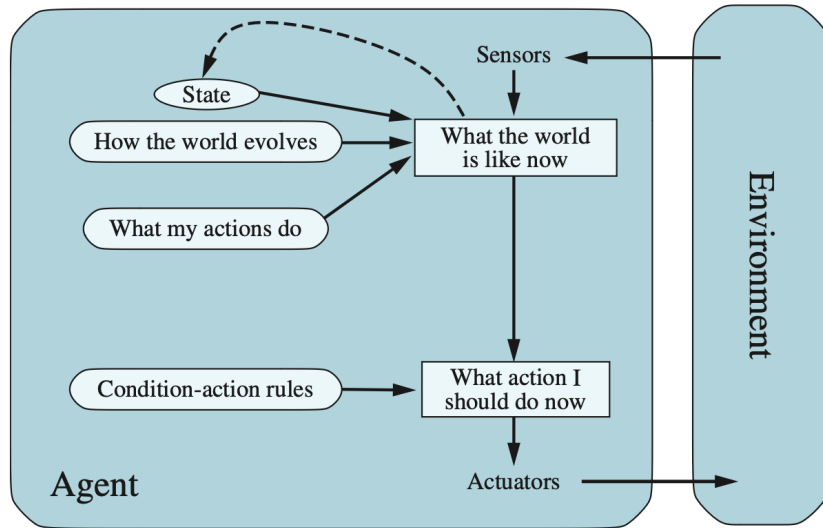 Sensors
State
How the world evolves
What the world
is like now
What my actions do
Condition-action rules
What action I
should do now
Agent
Actuators
Environment